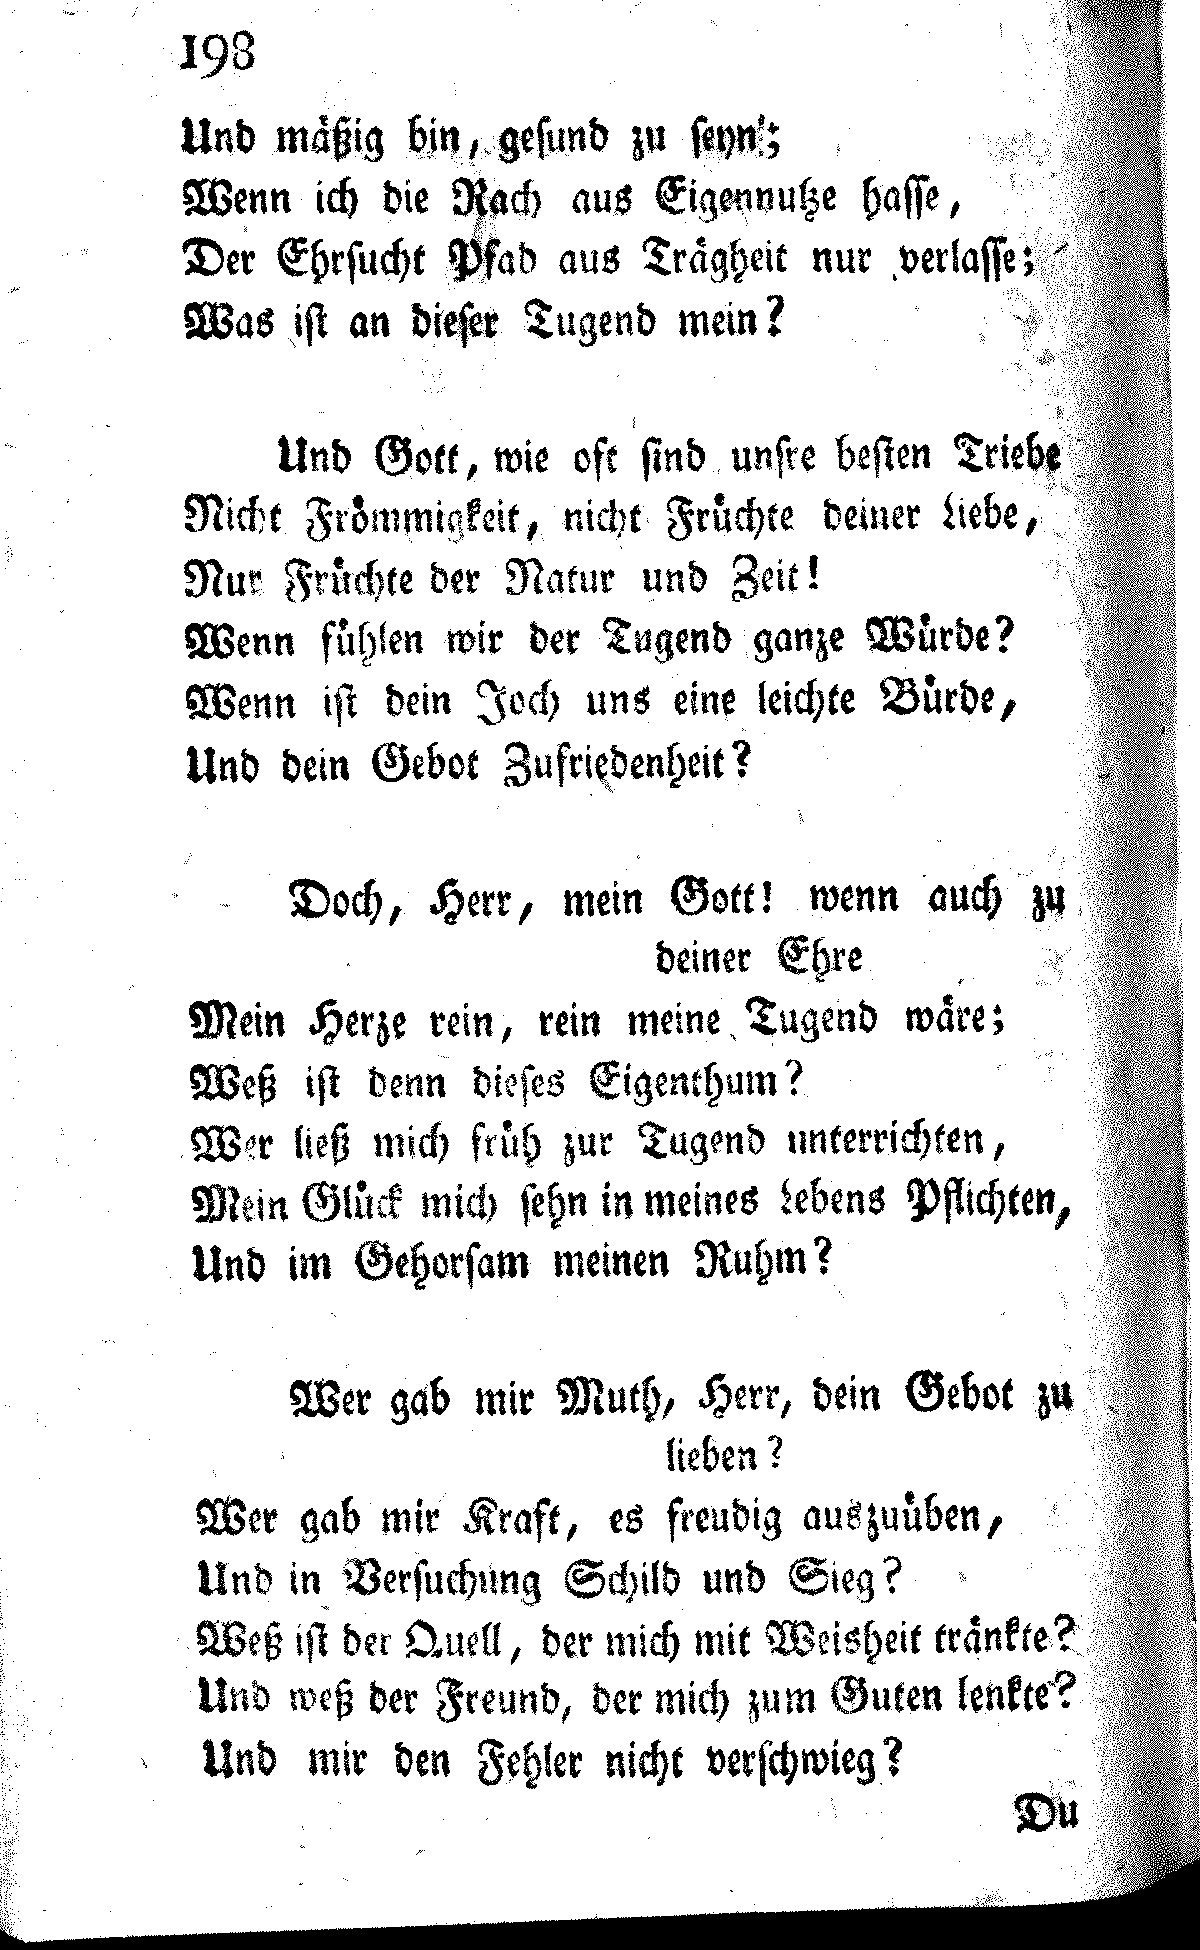 198
Und mäßig bin, gesund zu seyn;
Wenn ich die Rach aus Eigennutze hasse,
Der Ehrsucht Pfad aus Trägheit nur verlasse;
Was ist an dieser Tugend mein?
Und Gott, wie oft sind unsre besten Triebe
Nicht Frömmigkeit, nicht Früchte deiner Liebe,
Nur Früchte der Natur und Zeit!
Wenn fühlen wir der Tugend ganze Würde?
Wenn ist dein Joch uns eine leichte Bürde,
Und dein Gebot Zufriedenheit?
Doch, Herr, mein Gott! wenn auch zu
deiner Ehre
Mein Herze rein, rein meine Tugend wäre;
Weß ist denn dieses Eigenthum?
Wer ließ mich früh zur Tugend unterrichten,
Mein Glück mich sehn in meines Lebens Pflichten,
Und im Gehorsam meinen Ruhm?
Wer gab mir Muth, Herr, dein Gebot zu
lieben?
Wer gab mir Kraft, es freudig auszuüben,
Und in Versuchung Schild und Sieg?
Weß ist der Quell, der mich mit Weisheit tränkte?
Und weß der Freund, der mich zum Guten lenkte?
Und mir den Fehler nicht verschwieg?
Du